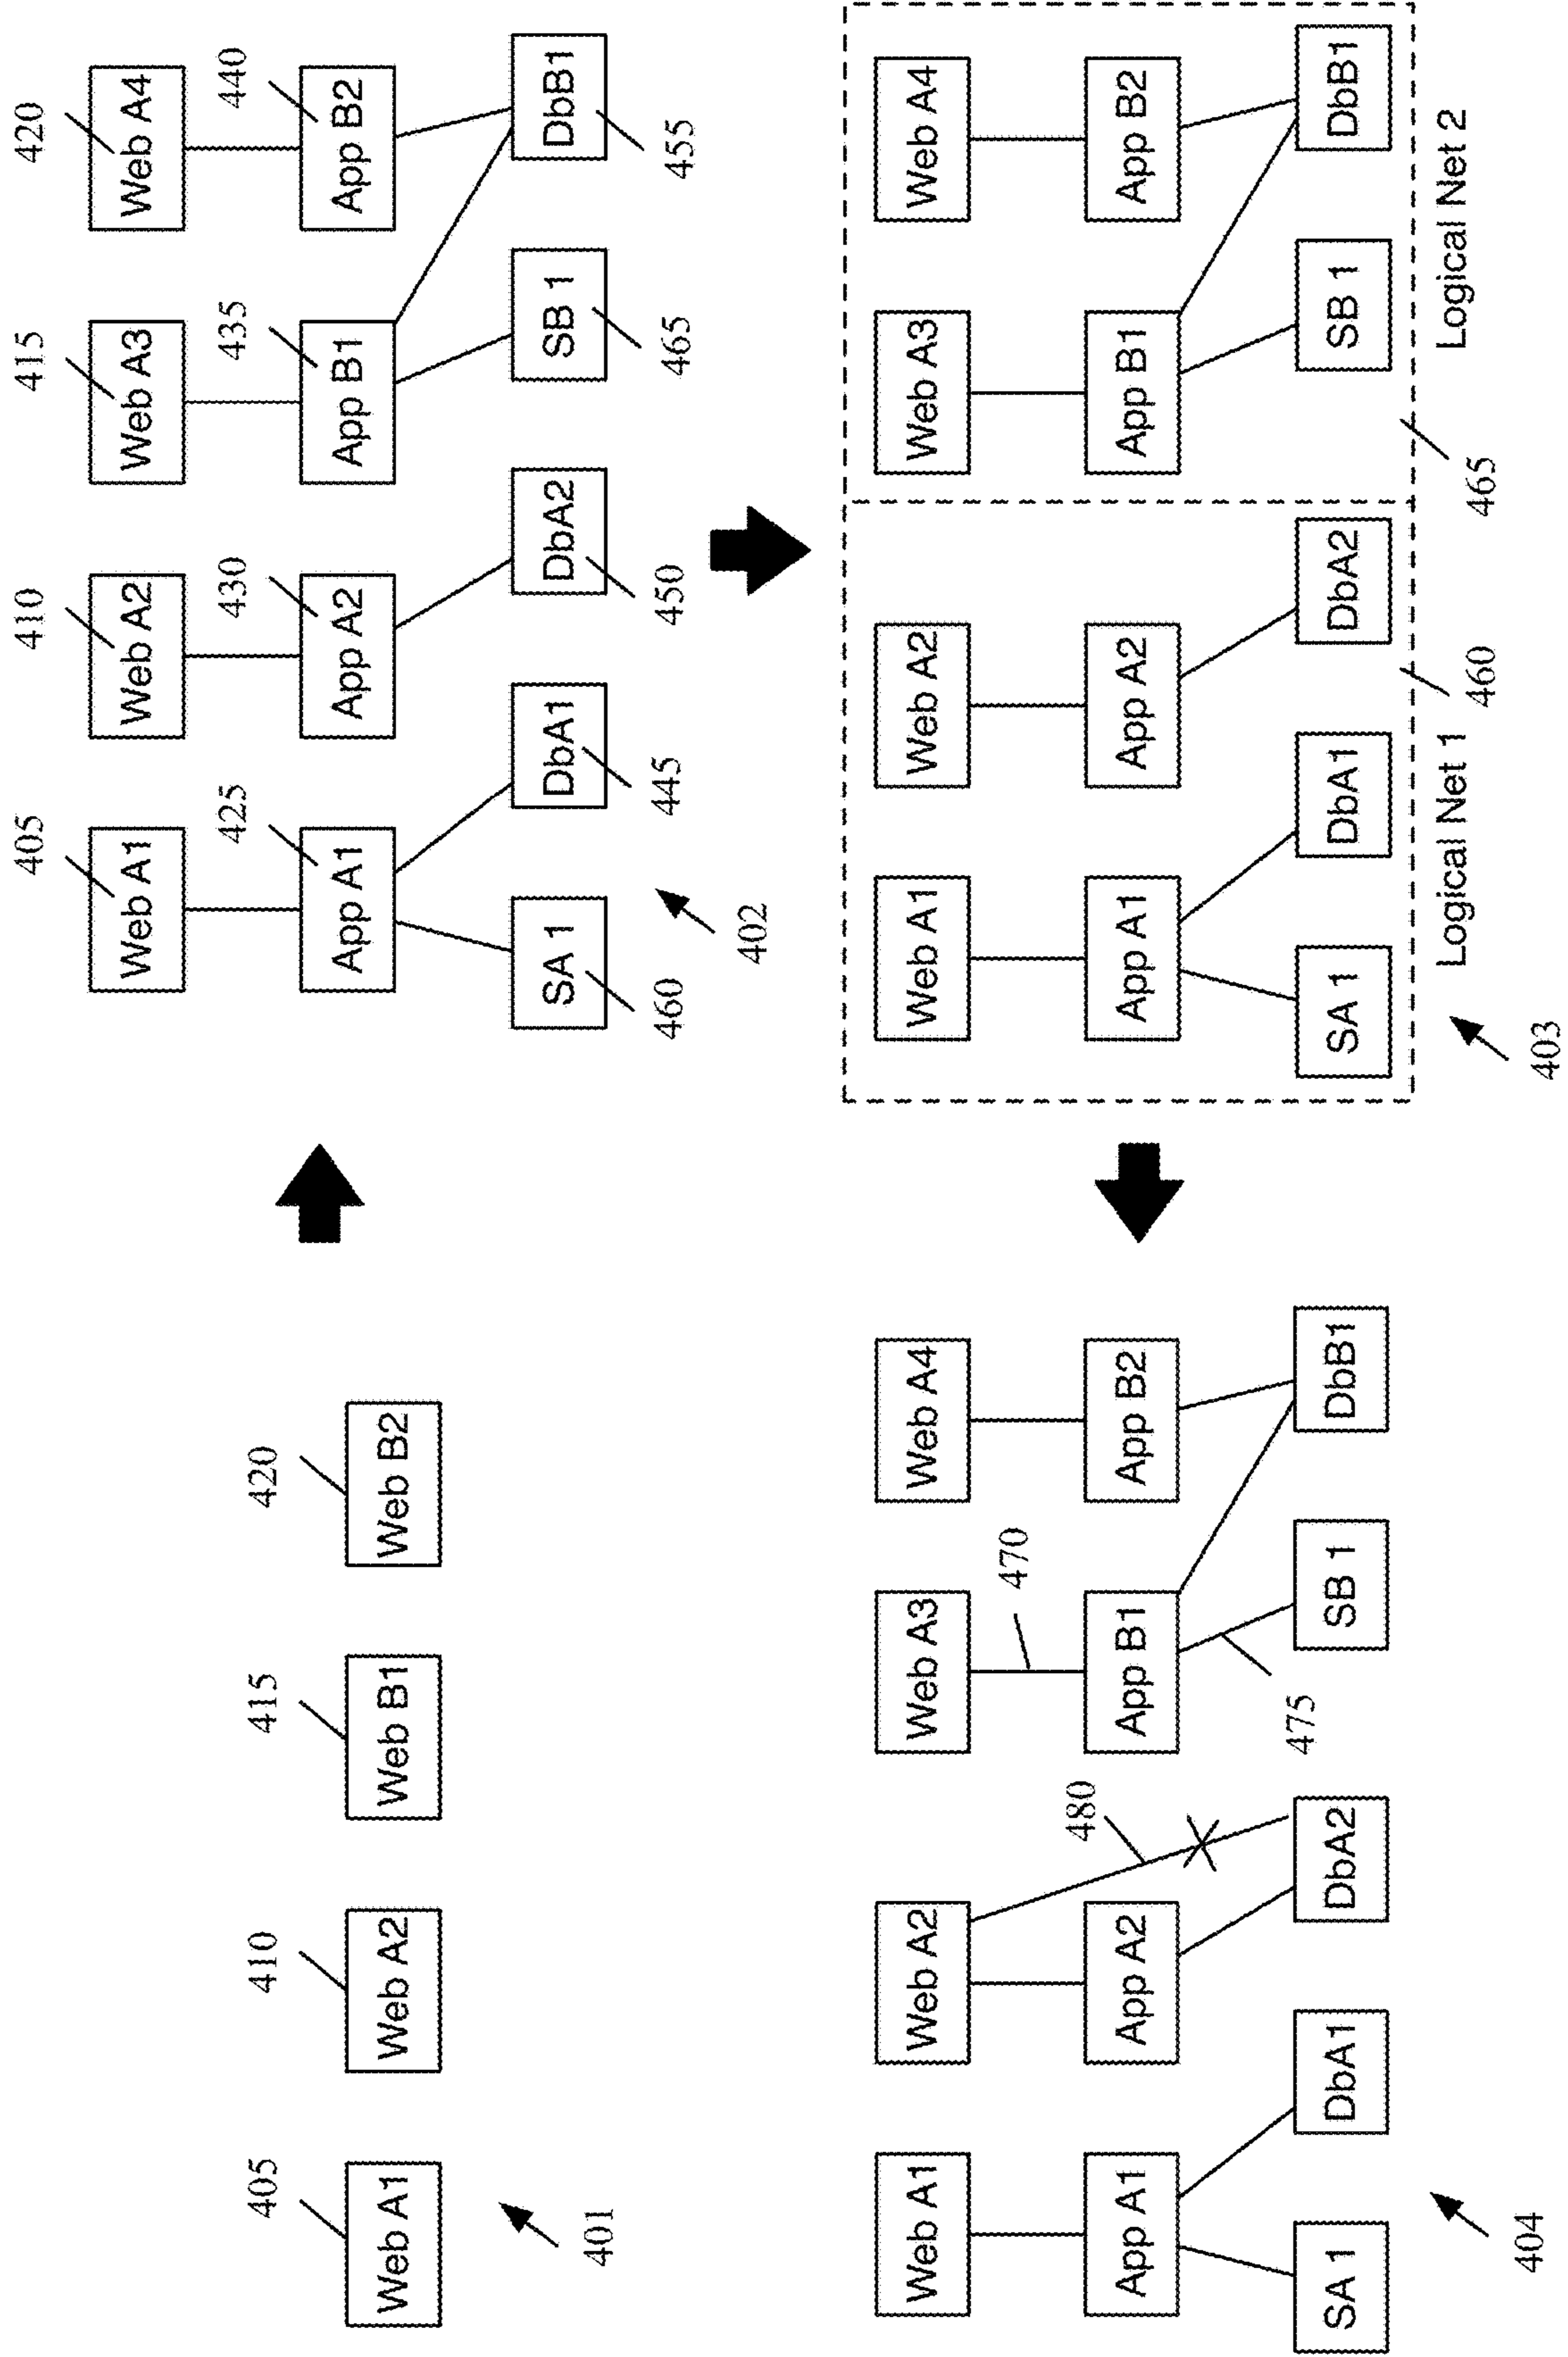 405
410
415
420
Web A1
Web A2
Web B1
Web B2
401
405
410
415
420
Web A1
Web A2
Web A3
Web A4
425
430
435
440
App A1
App A2
App B1
App B2
SA 1
DbA1
DbA2
SB 1
DbB1
460
445
450
465
455
402
Web A1
Web A2
Web A3
Web A4
480
470
App A1
App A2
App B1
App B2
SA 1
DbA1
DbA2
SB 1
DbB1
475
404
Web A1
Web A2
Web A3
Web A4
App A1
App A2
App B1
App B2
SA 1
DbA1
DbA2
SB 1
DbB1
Logical Net 1
Logical Net 2
460
465
403